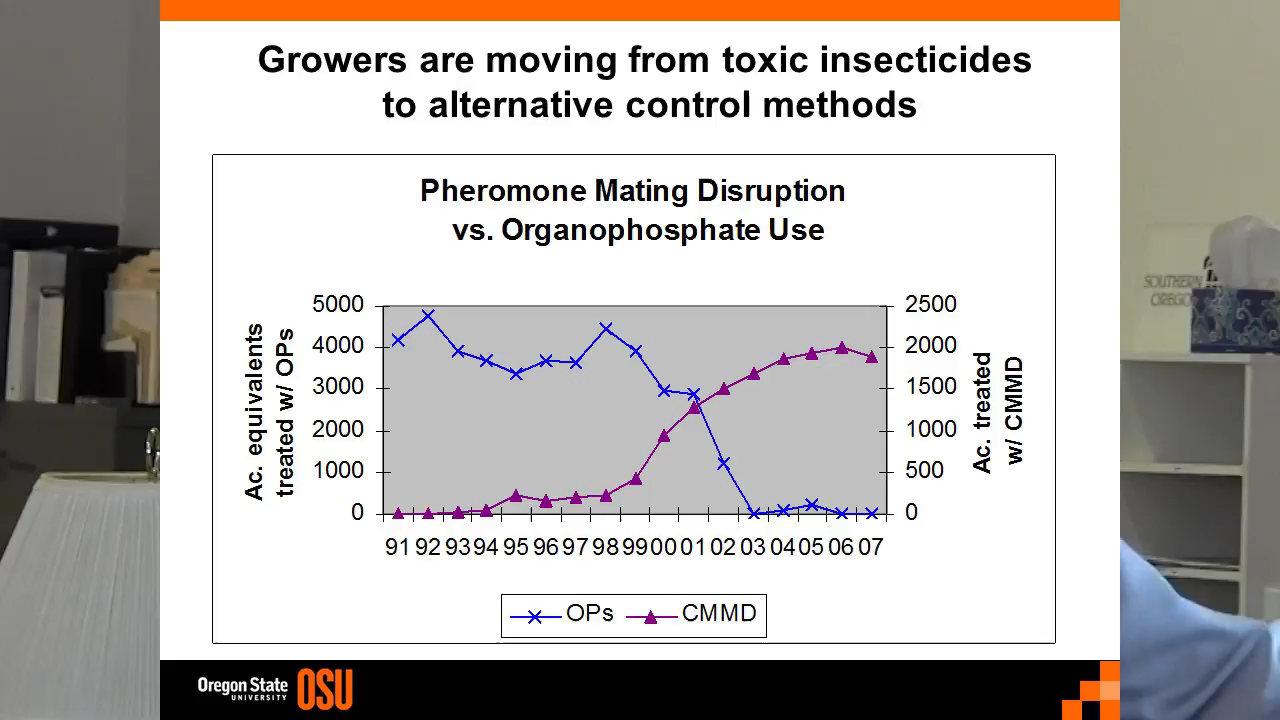 Growers are moving from toxic insecticides
to alternative control methods
Pheromone Mating Disruption
vs. Organophosphate Use
Ac. equivalents
treated w/ OPs
5000
4000
3000
2000
1000
0
2500
2000
1500
1000
500
0
Ac. treated
w/ CMMD
91 92 93 94 95 96 97 98 99 00 01 02 03 04 05 06 07
OPs CMMD
SOUTHERN
OREGON
Oregon State
UNIVERSITY
OSU